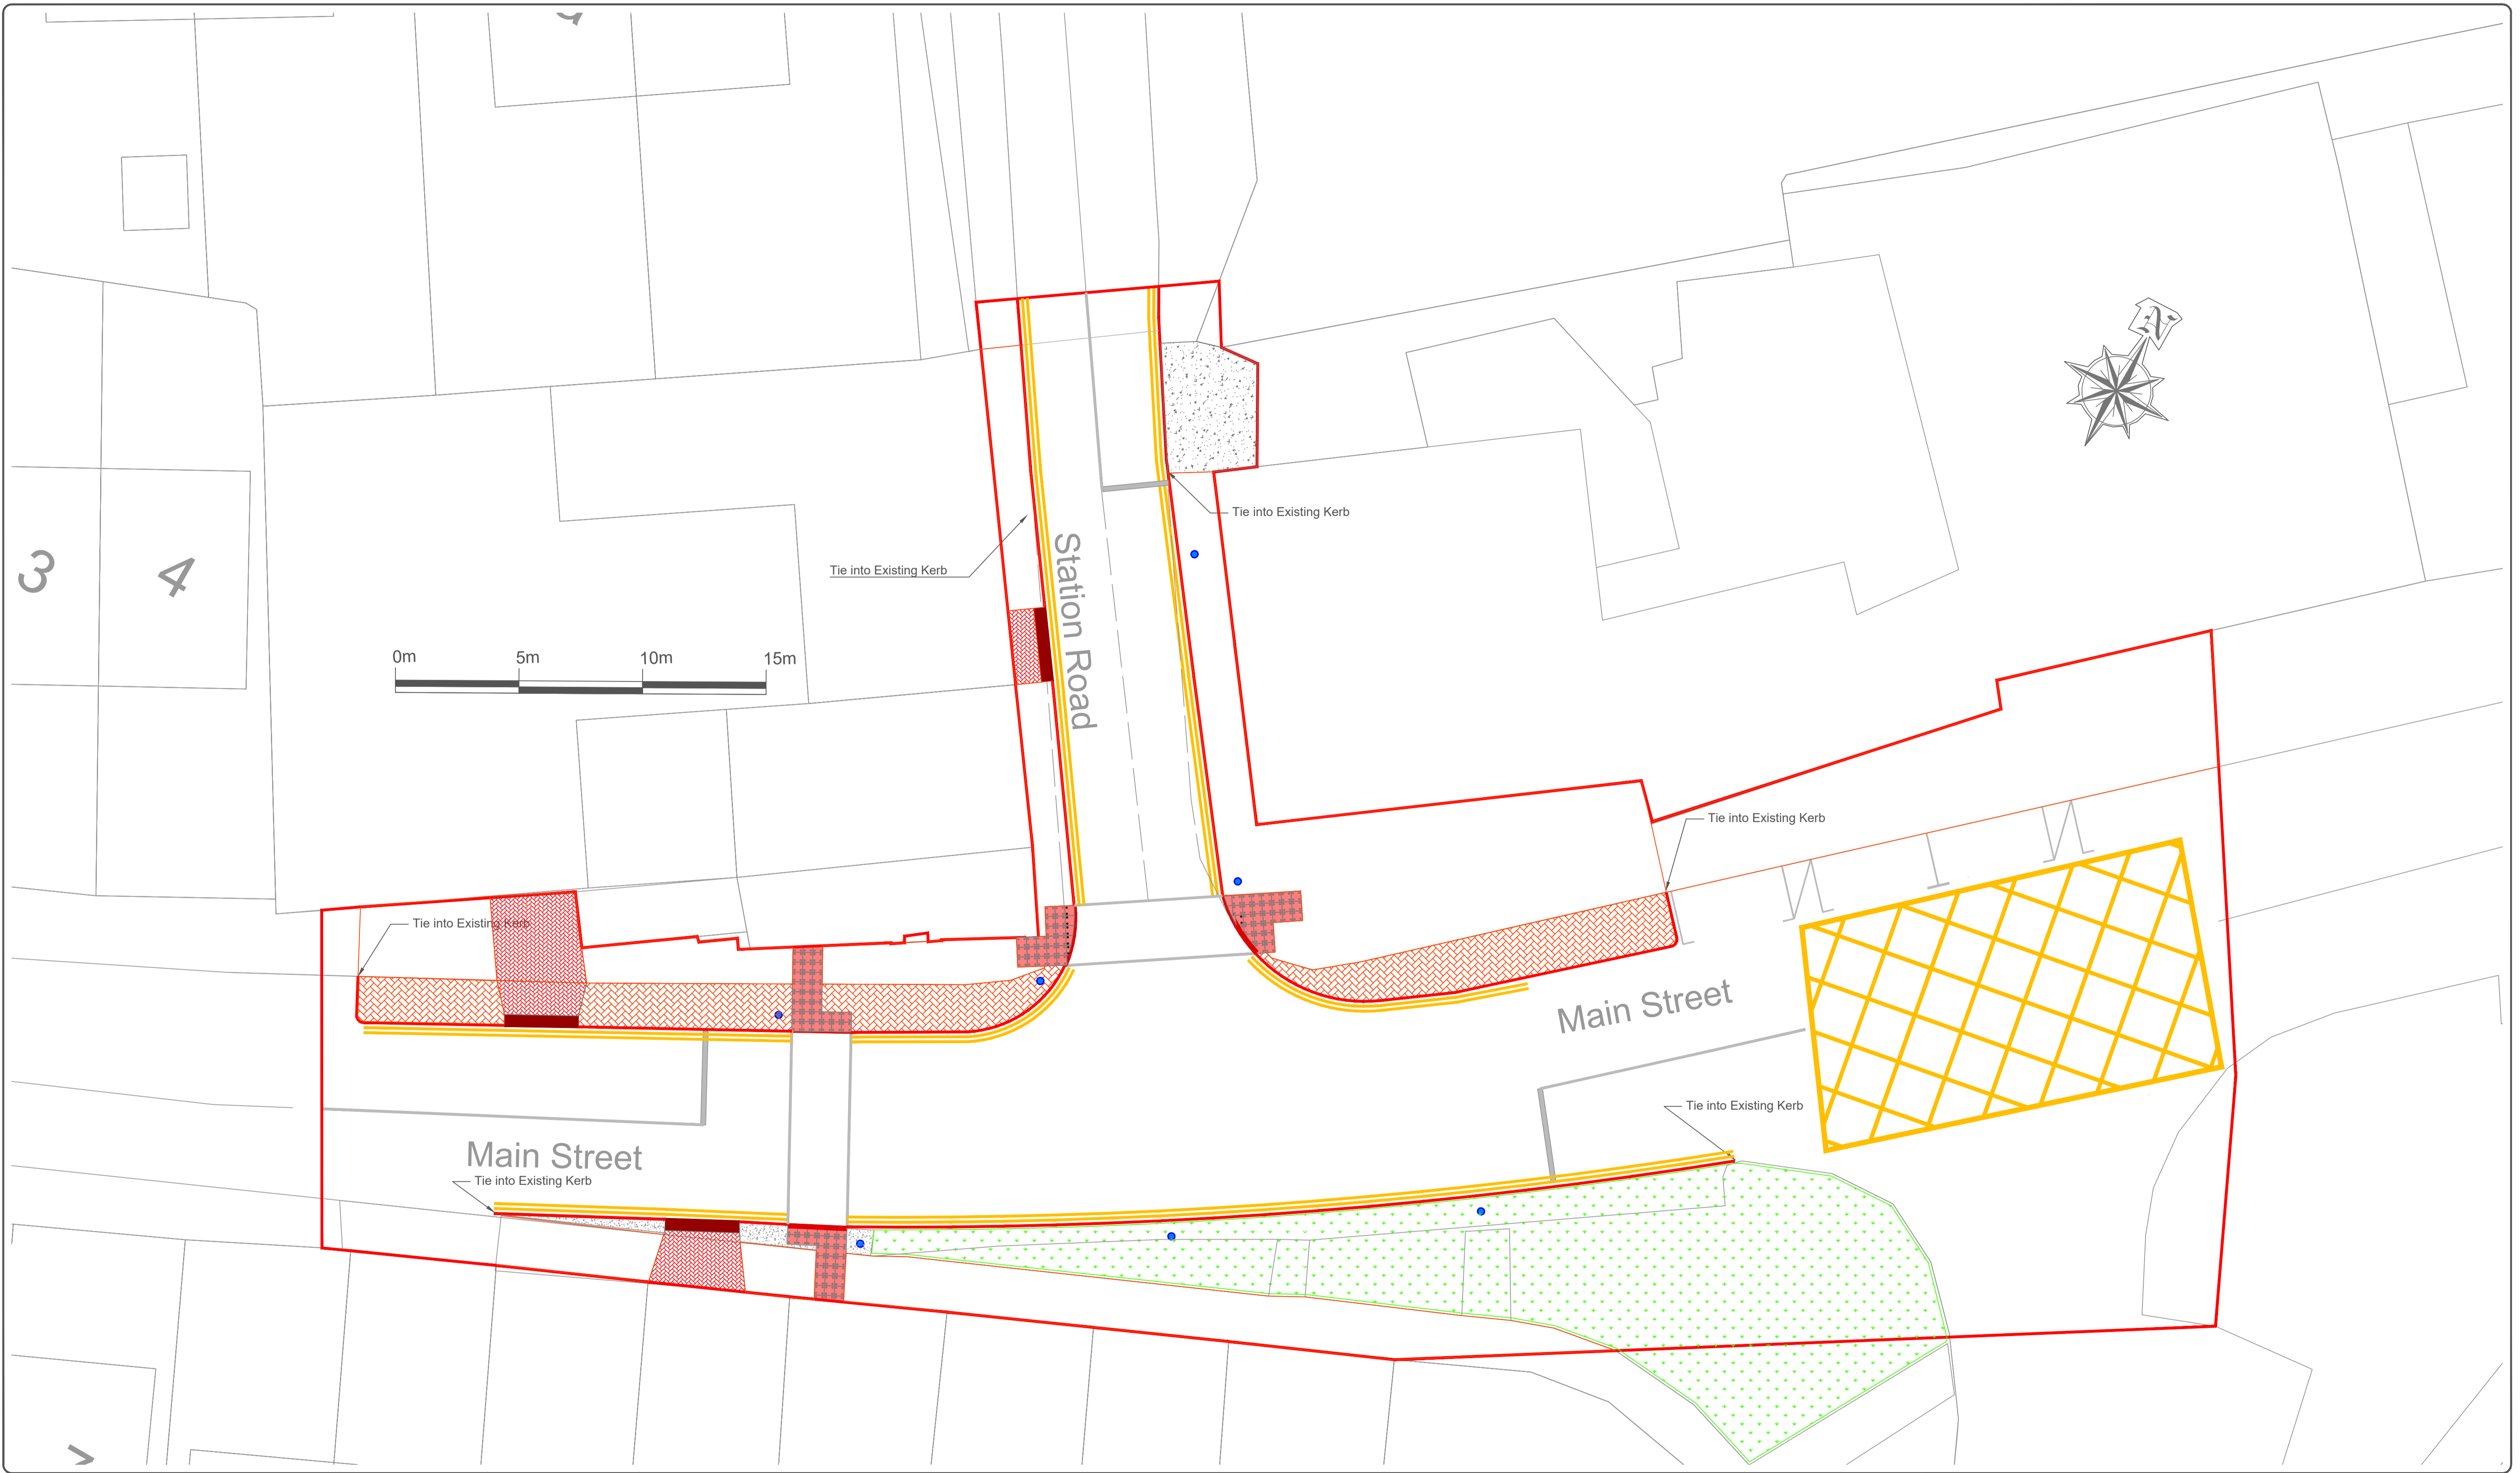 Tie into Existing Kerb
Station Road
Tie into Existing Kerb
3
4
0m 5m 10m 15m
N
Tie into Existing Kerb
Tie into Existing Kerb
Main Street
Tie into Existing Kerb
Main Street
Tie into Existing Kerb